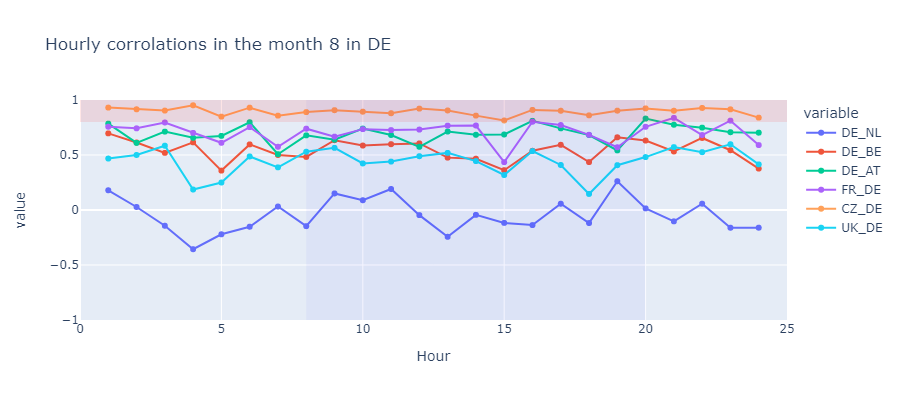 Hourly corrolations in the month 8 in DE
variable
DE_NL
DE_BE
DE_AT
FR_DE
CZ_DE
UK_DE
value
1
0.5
0
−0.5
−1
0 5 10 15 20 25
Hour